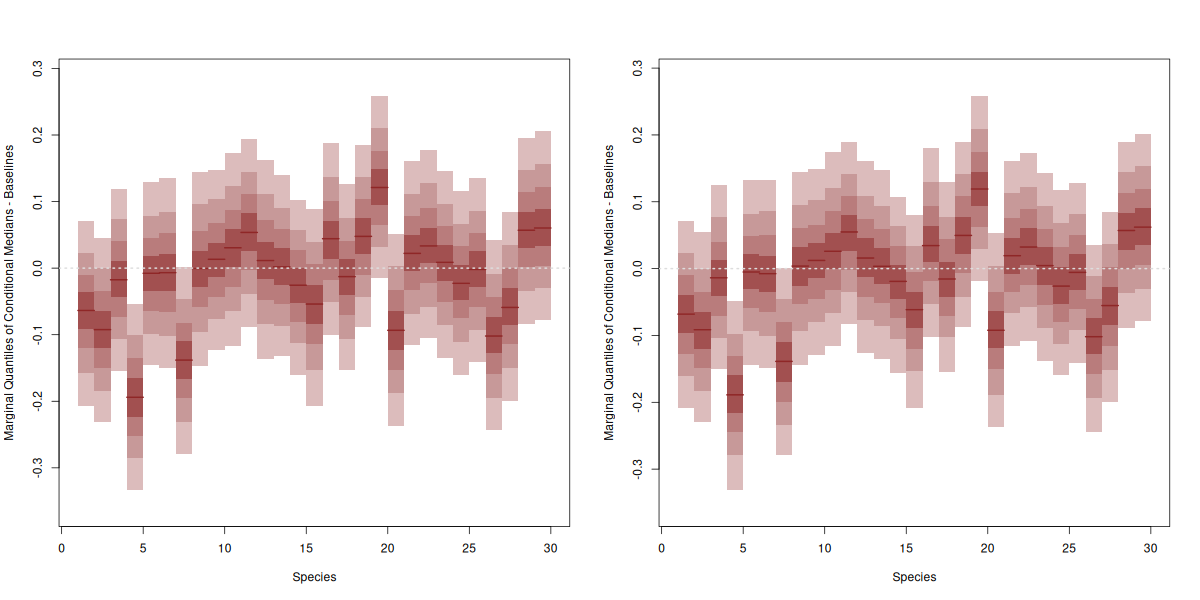 Marginal Quantiles of Conditional Medians - Baselines
0.3
0.2
0.1
0.0
-0.1
-0.2
-0.3
0 5 10 15 20 25 30
Species
Marginal Quantiles of Conditional Medians - Baselines
0.3
0.2
0.1
0.0
-0.1
-0.2
-0.3
0 5 10 15 20 25 30
Species